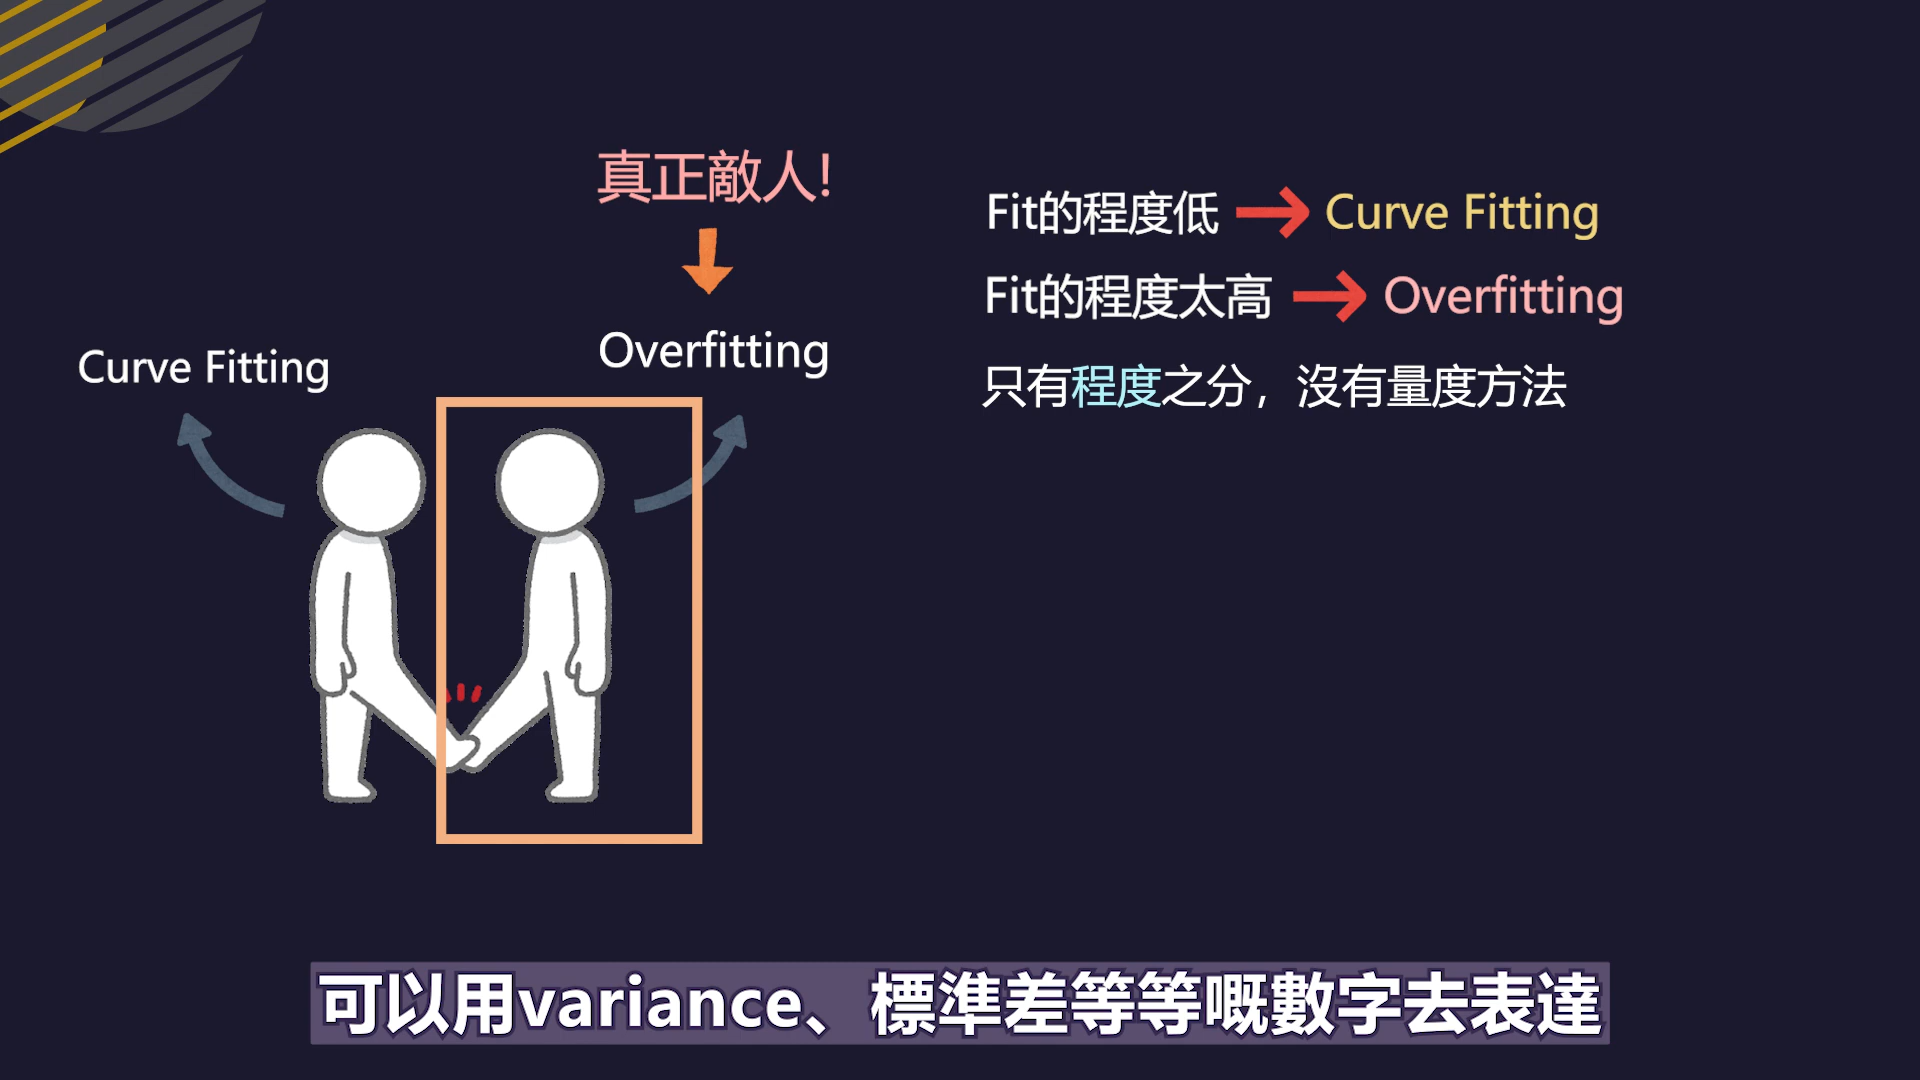 真正敵人!
Curve Fitting
Overfitting
Fit的程度低 → Curve Fitting
Fit的程度太高 → Overfitting
只有程度之分，沒有量度方法
可以用variance、標準差等等嘅數字去表達